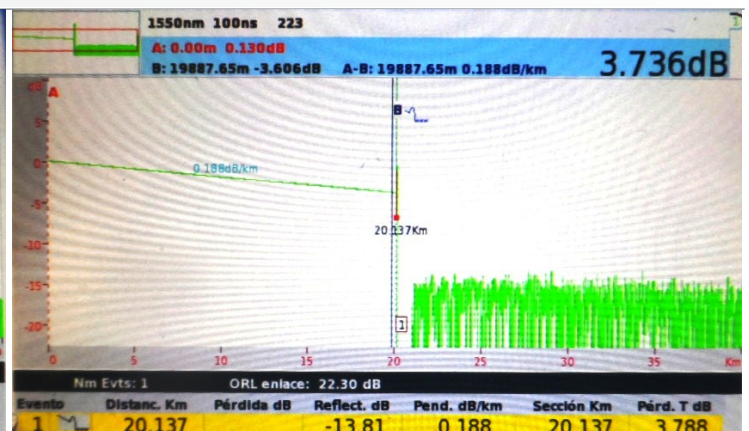 1550nm 100ns 223
A: 0.00m 0.130dB
B: 19887.65m -3.606dB A-B: 19887.65m 0.188dB/km
3.736dB
dB
A
B
5
0
0.188dB/km
-5
20.137Km
-10
-15
-20
1
0 5 10 15 20 25 30 35 Km
Nm Evts: 1 ORL enlace: 22.30 dB
Evento Distanc. Km Pérdida dB Reflect. dB Pend. dB/km Sección Km Pérd. T dB
1 20.137 -13.81 0.188 20.137 3.788